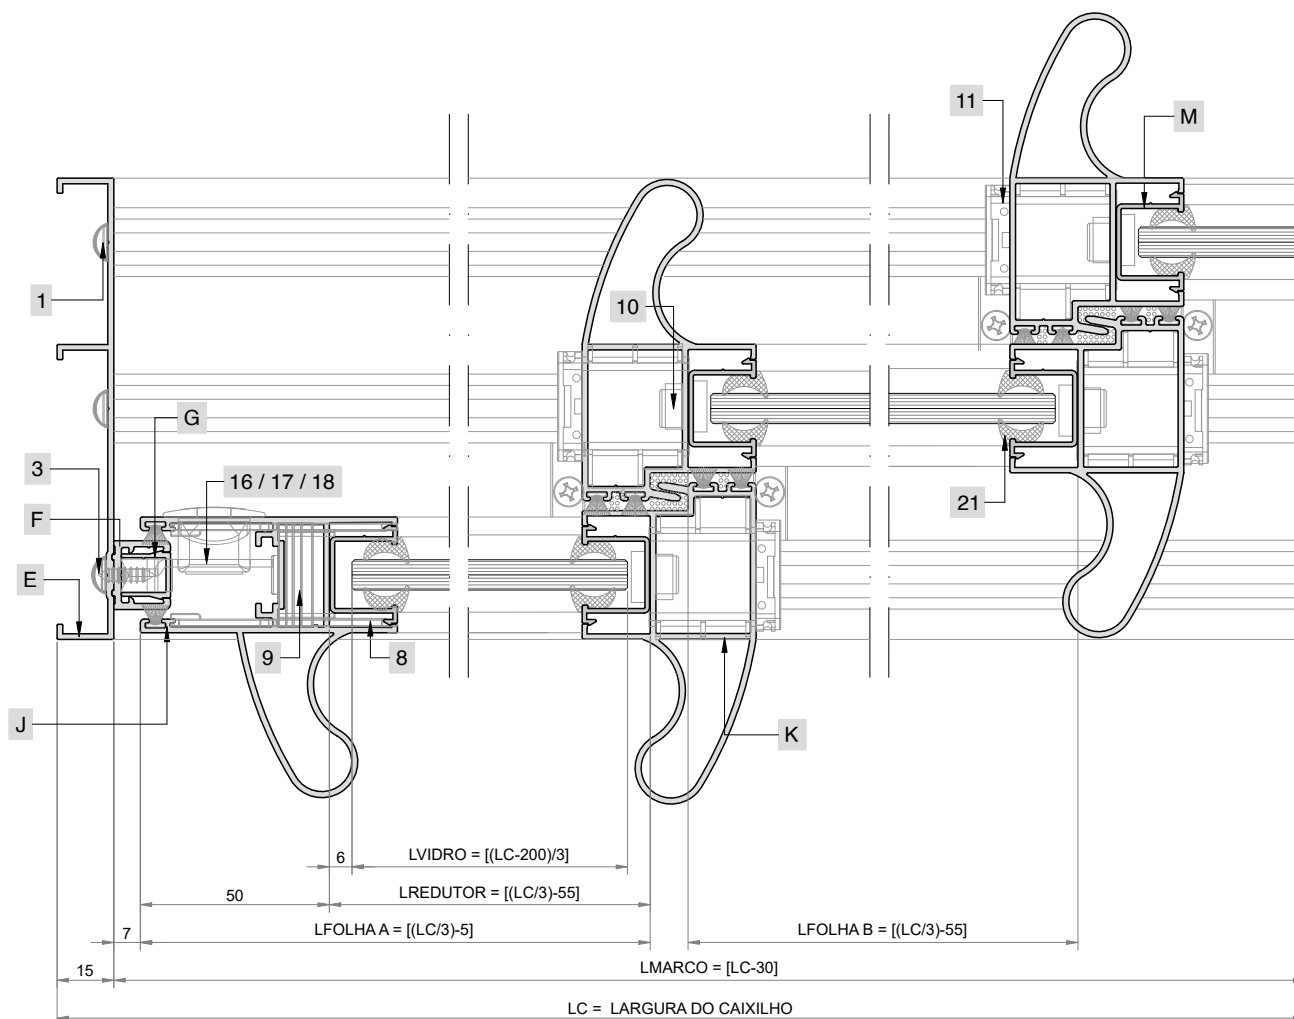 11
M
1
10
G
3
16 / 17 / 18
F
21
E
9
8
J
K
6
LVIDRO = [(LC-200)/3]
50
LREDUTOR = [(LC/3)-55]
7
LFOLHA A = [(LC/3)-5]
LFOLHA B = [(LC/3)-55]
15
LMARCO = [LC-30]
LC = LARGURA DO CAIXILHO